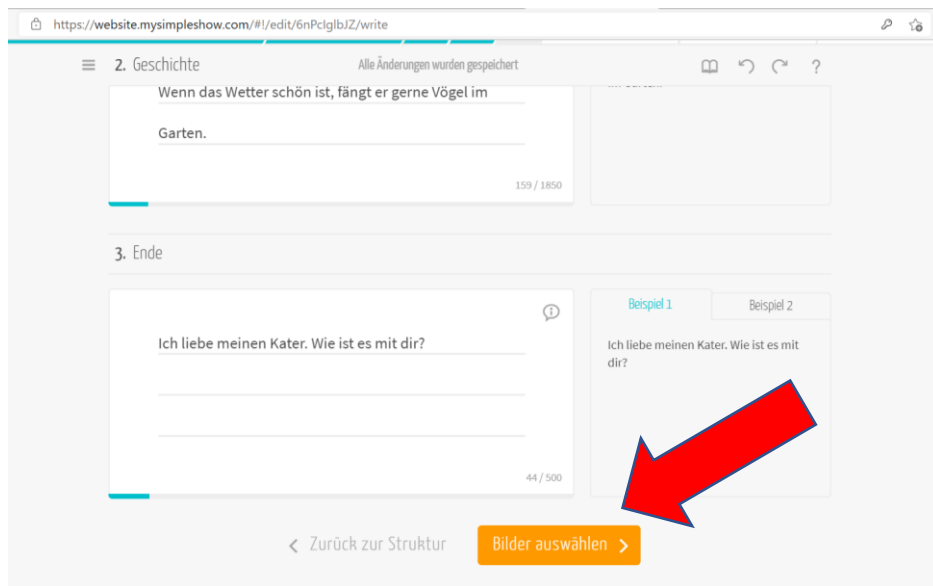 https://website.mysimpleshow.com/#!/edit/6nPcIglbJZ/write
2. Geschichte
Alle Änderungen wurden gespeichert
?
Wenn das Wetter schön ist, fängt er gerne Vögel im
Garten.
159 / 1850
3. Ende
Ich liebe meinen Kater. Wie ist es mit dir?
44 / 500
Beispiel 1
Beispiel 2
Ich liebe meinen Kater. Wie ist es mit
dir?
Zurück zur Struktur
Bilder auswählen